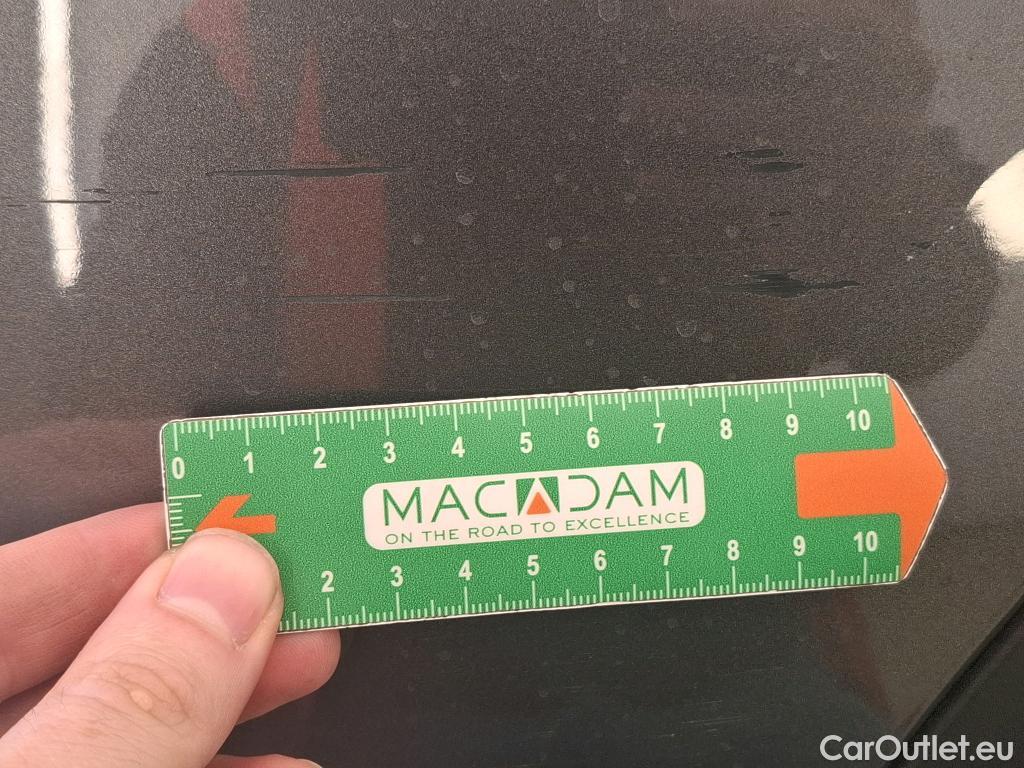 0 1 2 3 4 5 6 7 8 9 10
MACADAM
ON THE ROAD TO EXCELLENCE
2 3 4 5 6 7 8 9 10
CarOutlet.eu